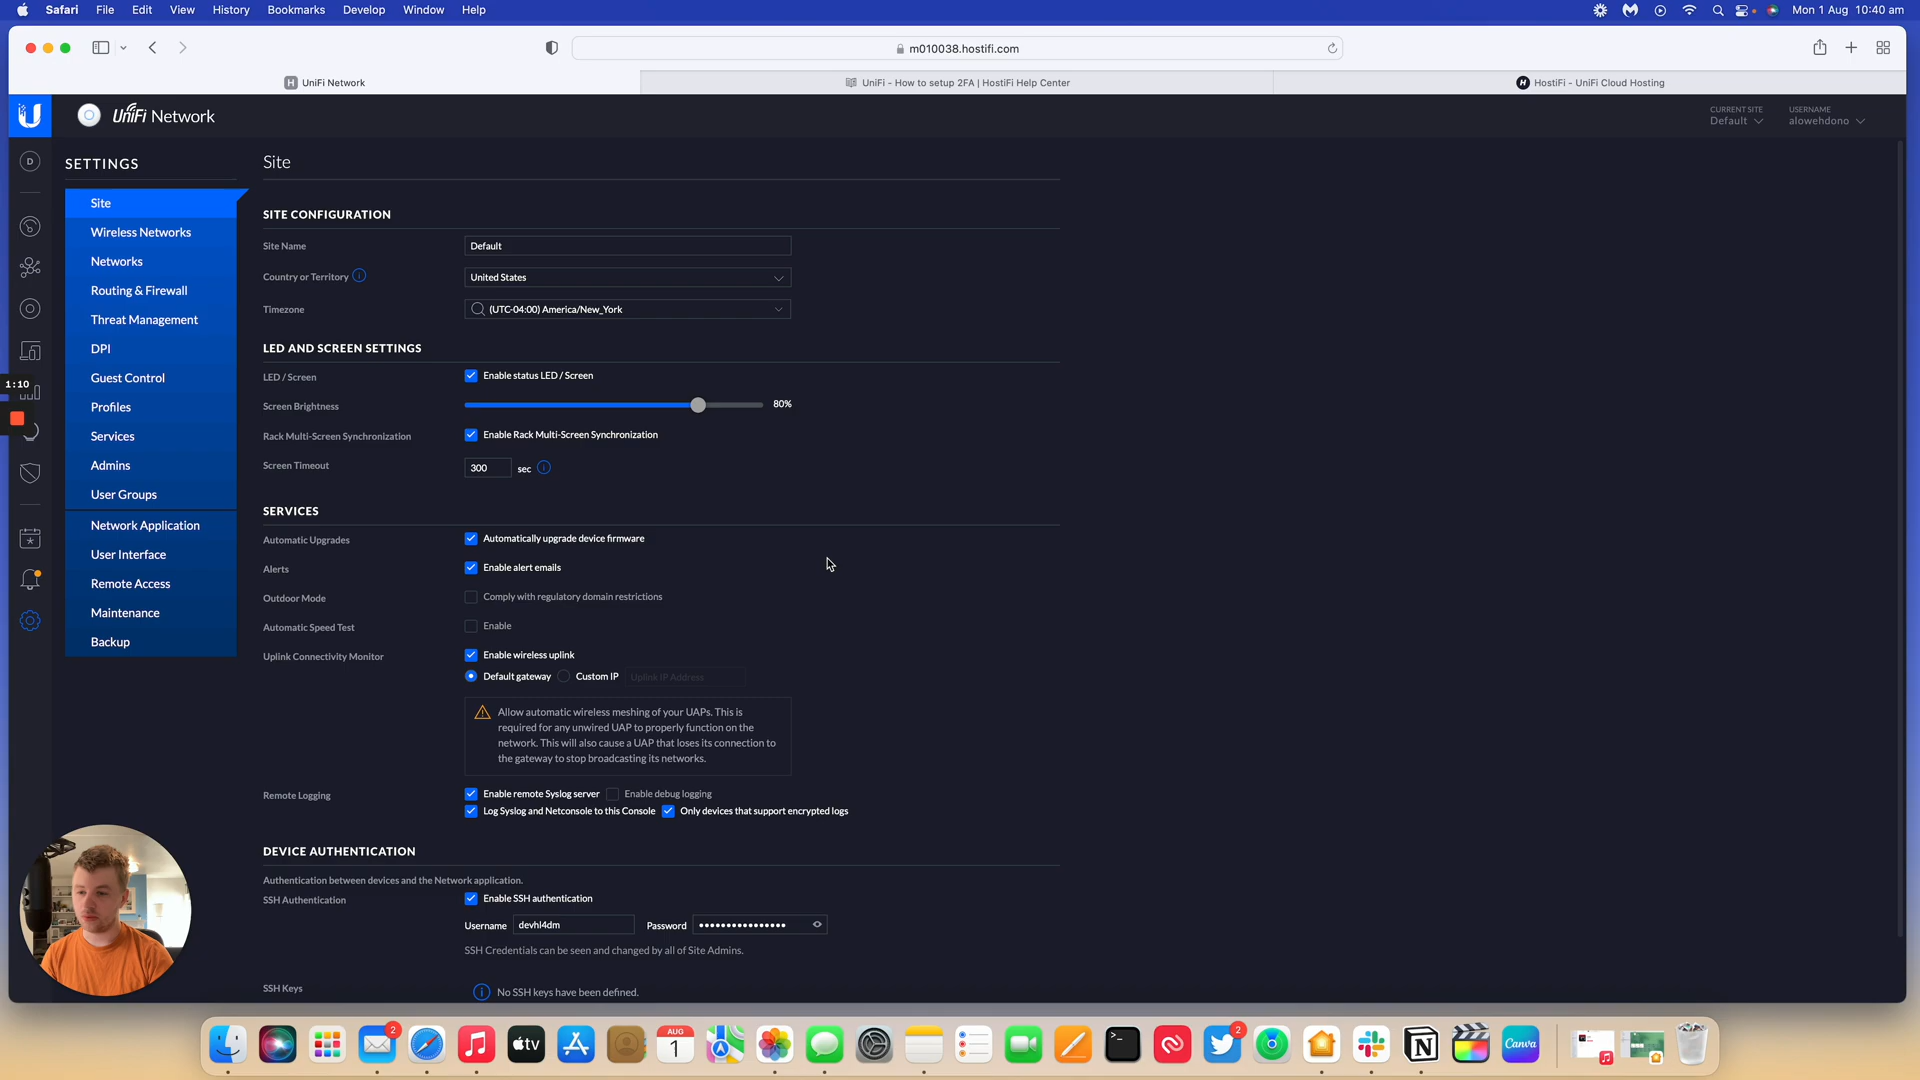 Safari File Edit View History Bookmarks Develop Window Help Mon 1 Aug 10:40 am
m010038.hostifi.com
UniFi Network
UniFi - How to setup 2FA | HostiFi Help Center
HostiFi - UniFi Cloud Hosting
UniFi Network
CURRENT SITE
Default
USERNAME
alowehdono
D
SETTINGS
Site
Wireless Networks
Networks
Routing & Firewall
Threat Management
DPI
Guest Control
Profiles
Services
Admins
User Groups
Network Application
User Interface
Remote Access
Maintenance
Backup
1:10
Site
SITE CONFIGURATION
Site Name Default
Country or Territory United States
Timezone (UTC-04:00) America/New_York
LED AND SCREEN SETTINGS
LED / Screen Enable status LED / Screen
Screen Brightness 80%
Rack Multi-Screen Synchronization Enable Rack Multi-Screen Synchronization
Screen Timeout 300 sec
SERVICES
Automatic Upgrades Automatically upgrade device firmware
Alerts Enable alert emails
Outdoor Mode Comply with regulatory domain restrictions
Automatic Speed Test Enable
Uplink Connectivity Monitor Enable wireless uplink
Default gateway Custom IP Uplink IP Address
Allow automatic wireless meshing of your UAPs. This is
required for any unwired UAP to properly function on the
network. This will also cause a UAP that loses its connection to
the gateway to stop broadcasting its networks.
Remote Logging Enable remote Syslog server Enable debug logging
Log Syslog and Netconsole to this Console Only devices that support encrypted logs
DEVICE AUTHENTICATION
Authentication between devices and the Network application.
SSH Authentication Enable SSH authentication
Username devhl4dm Password ••••••••••••••••
SSH Credentials can be seen and changed by all of Site Admins.
SSH Keys No SSH keys have been defined.
2
tv
AUG
1
>_
2
N
Canva